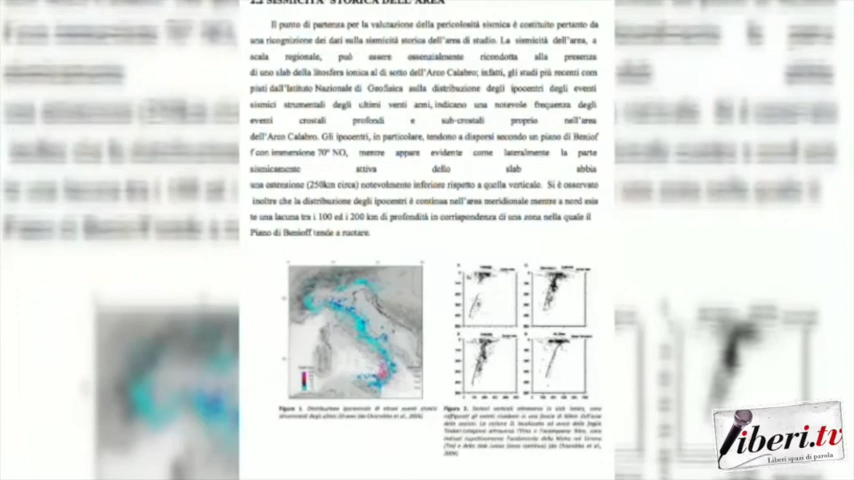 2.2 SISMICITA' STORICA DELL'AREA
Il punto di partenza per la valutazione della pericolosità sismica è costituito pertanto da
una ricognizione dei dati sulla sismicità storica dell'area di studio. La sismicità dell'area, a
scala regionale, può essere essenzialmente ricondotta alla presenza
di uno slab della litosfera ionica al di sotto dell'Arco Calabro; infatti, gli studi più recenti com
piuti dall'Istituto Nazionale di Geofisica sulla distribuzione degli ipocentri degli eventi
sismici strumentali degli ultimi venti anni, indicano una notevole frequenza degli
eventi crostali profondi e sub-crostali proprio nell'area
dell'Arco Calabro. Gli ipocentri, in particolare, tendono a disporsi secondo un piano di Beniof
f con immersione 70° NO, mentre appare evidente come lateralmente la parte
sismicamente attiva dello slab abbia
una estensione (250km circa) notevolmente inferiore rispetto a quella verticale. Si è osservato
inoltre che la distribuzione degli ipocentri è continua nell'area meridionale mentre a nord esis
te una lacuna tra i 100 ed i 200 km di profondità in corrispondenza di una zona nella quale il
Piano di Benioff tende a ruotare.
Figura 1. Distribuzione
Figura 2. Sezioni verticali
liberi.tv
Liberi spazi di parola